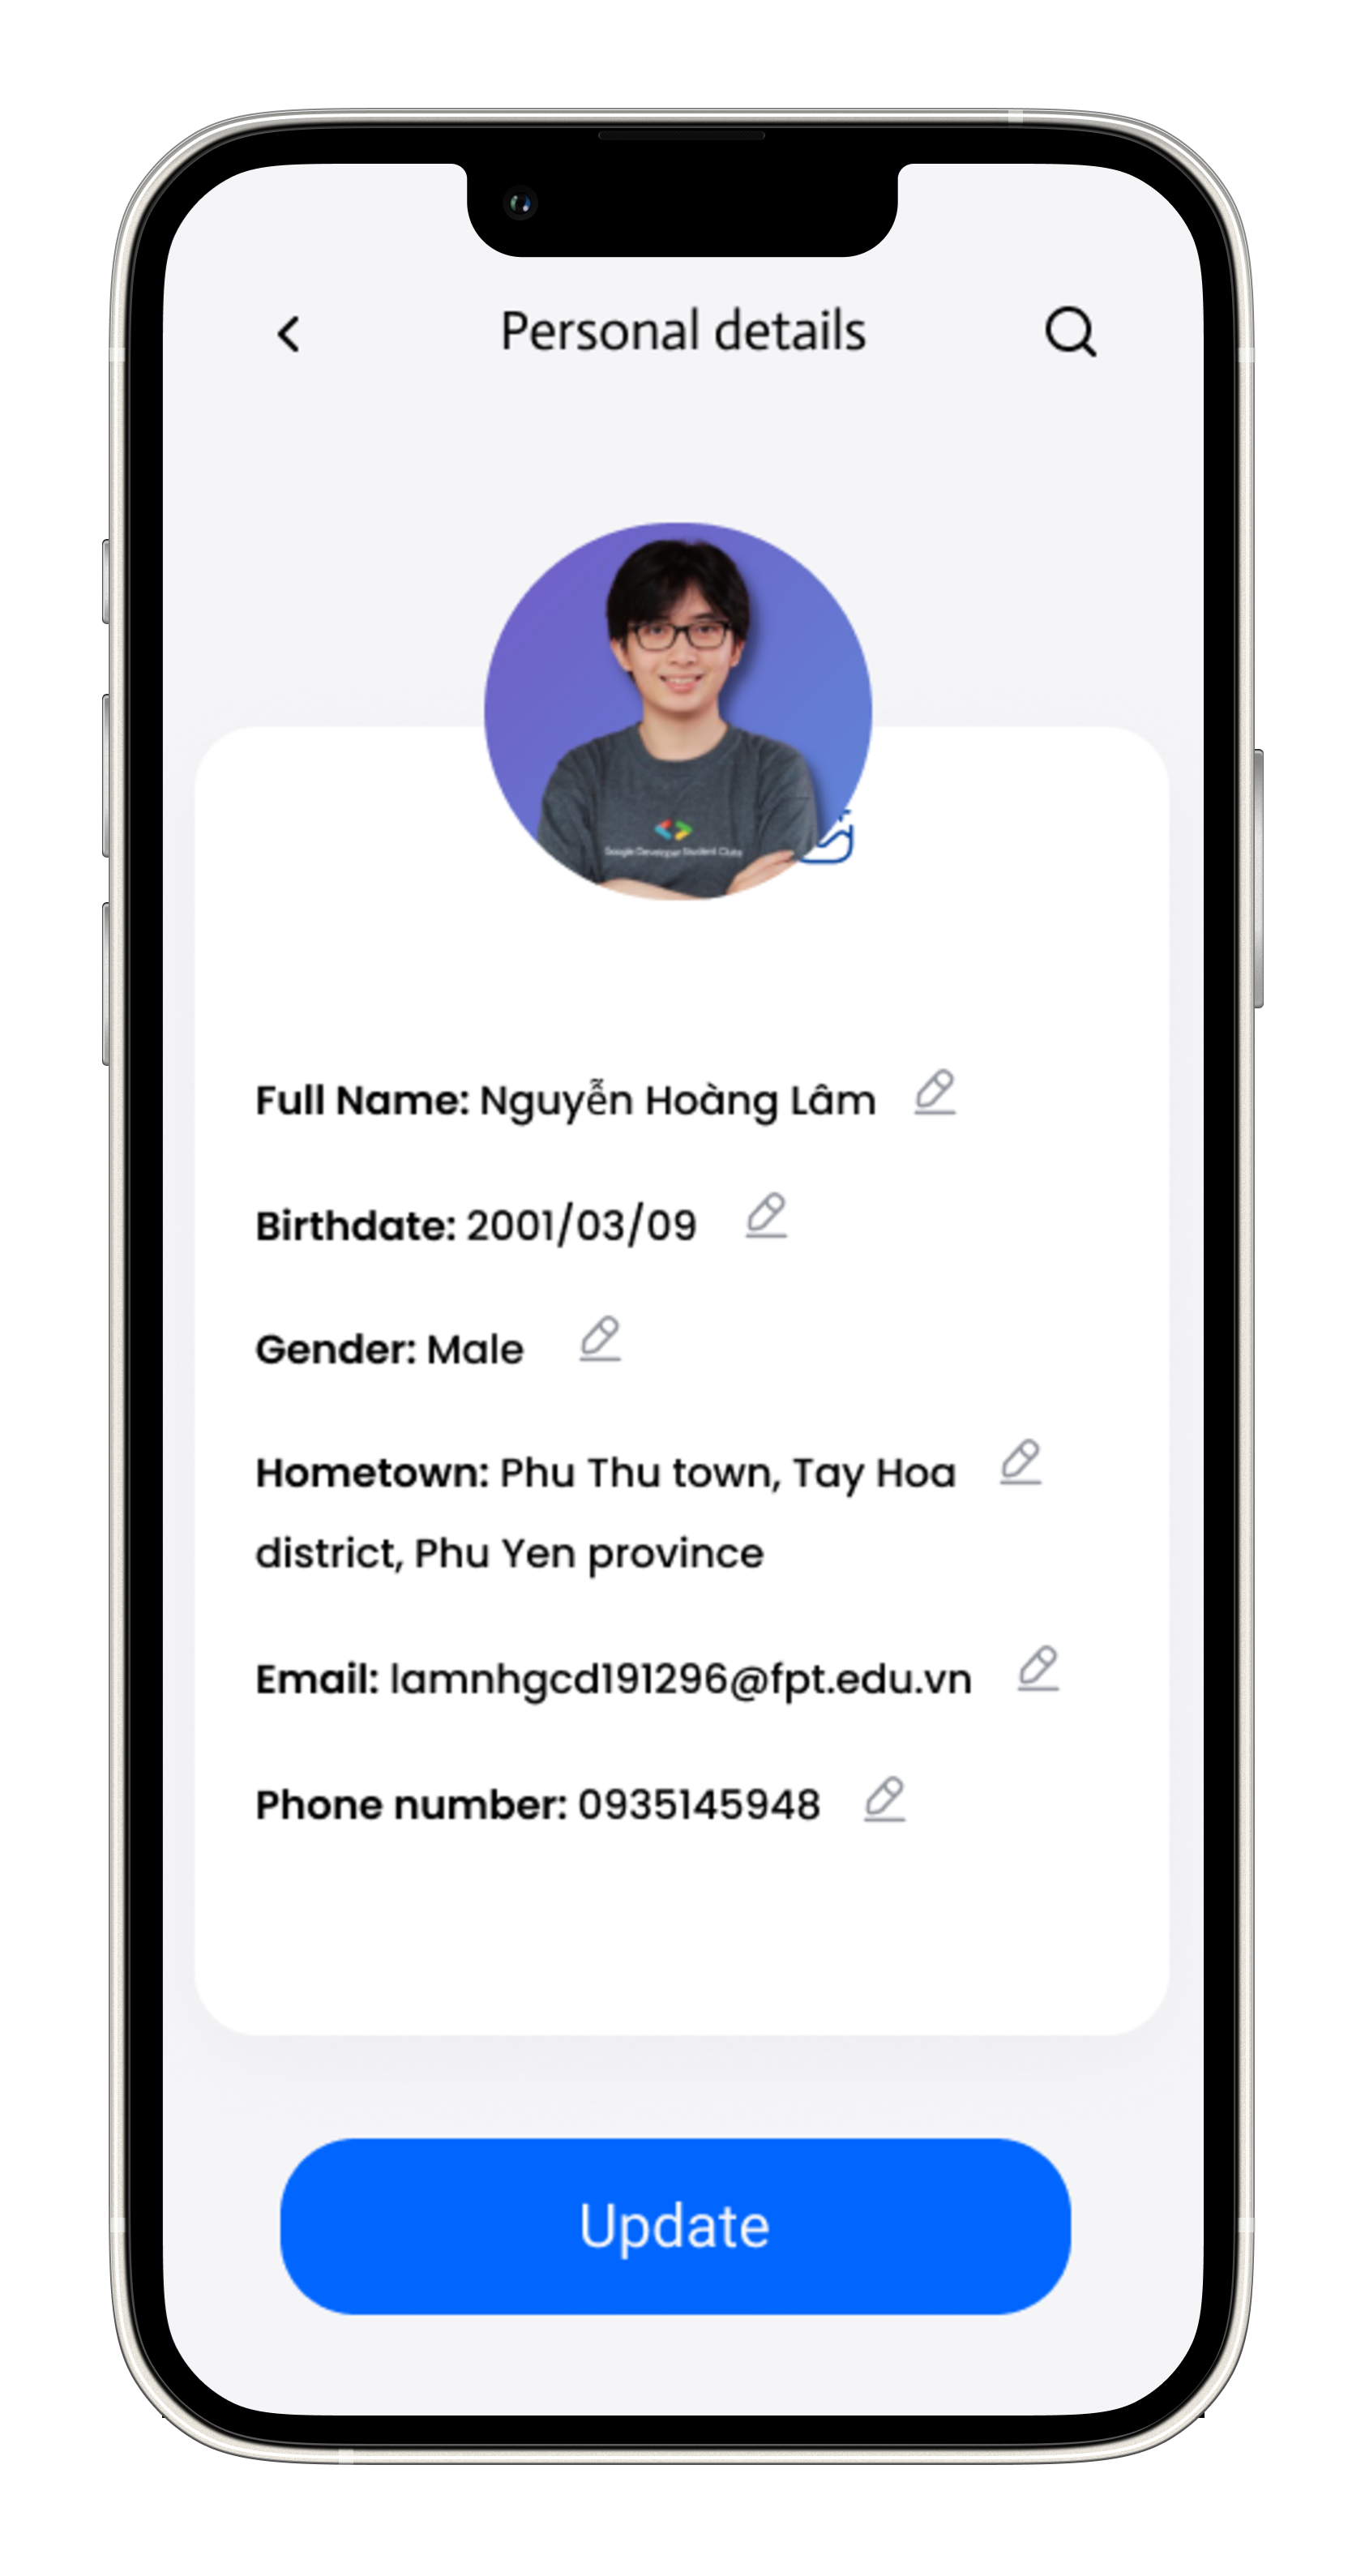 Personal details
Google Developer Student Clubs
Full Name: Nguyễn Hoàng Lâm
Birthdate: 2001/03/09
Gender: Male
Hometown: Phu Thu town, Tay Hoa
district, Phu Yen province
Email: lamnhgcd191296@fpt.edu.vn
Phone number: 0935145948
Update